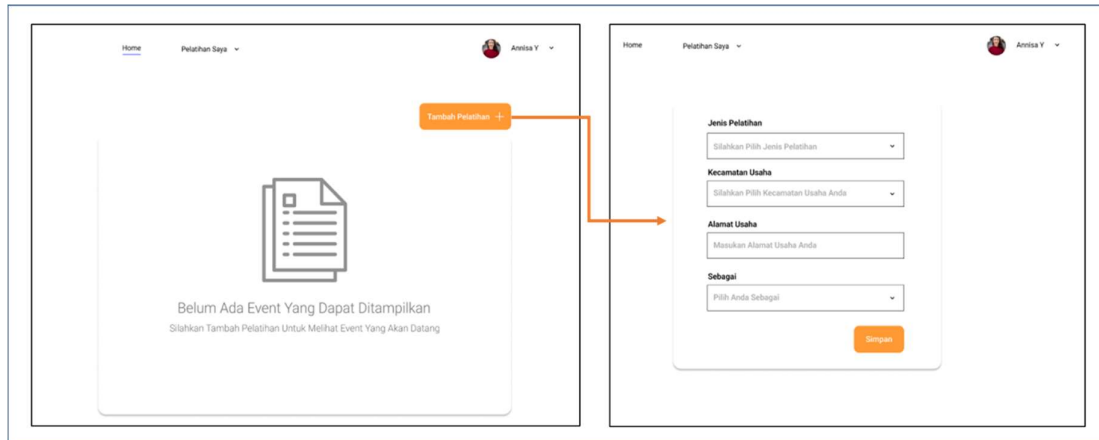 Home
Pelatihan Saya
Annisa Y
Tambah Pelatihan +
Belum Ada Event Yang Dapat Ditampilkan
Silahkan Tambah Pelatihan Untuk Melihat Event Yang Akan Datang
Home
Pelatihan Saya
Annisa Y
Jenis Pelatihan
Silahkan Pilih Jenis Pelatihan
Kecamatan Usaha
Silahkan Pilih Kecamatan Usaha Anda
Alamat Usaha
Masukan Alamat Usaha Anda
Sebagai
Pilih Anda Sebagai
Simpan